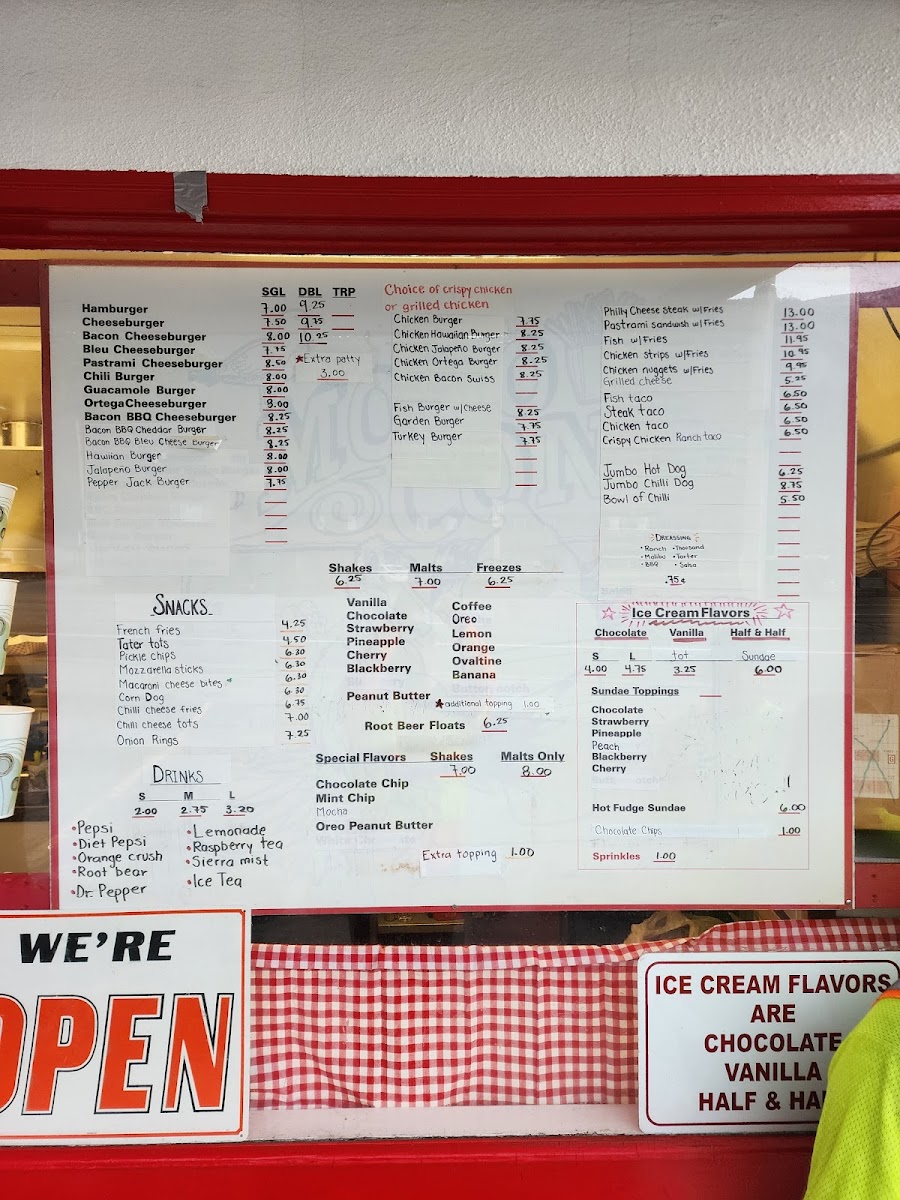 SGL DBL TRP
Hamburger 7.00 9.25
Cheeseburger 7.50 9.75
Bacon Cheeseburger 8.00 10.25
Bleu Cheeseburger 7.75
Pastrami Cheeseburger 8.50
Chili Burger 8.00
Guacamole Burger 8.00
Ortega Cheeseburger 8.00
Bacon BBQ Cheeseburger 8.25
Bacon BBQ Cheddar Burger 8.25
Bacon BBQ Bleu Cheese Burger 8.25
Hawiian Burger 8.00
Jalapeño Burger 8.00
Pepper Jack Burger 7.75
★Extra patty
3.00
Choice of crispy chicken
or grilled chicken
Chicken Burger 7.75
Chicken Hawaiian Burger 8.25
Chicken Jalapeño Burger 8.25
Chicken Ortega Burger 8.25
Chicken Bacon Swiss 8.25
Fish Burger w/Cheese 8.25
Garden Burger 7.75
Turkey Burger 7.75
Philly Cheese Steak w/Fries 13.00
Pastrami sandwish w/Fries 13.00
Fish w/Fries 11.95
Chicken strips w/Fries 10.95
Chicken nuggets w/Fries 9.95
Grilled cheese 5.25
Fish taco 6.50
Steak taco 6.50
Chicken taco 6.50
Crispy Chicken Ranch taco 6.50
Jumbo Hot Dog 6.25
Jumbo Chilli Dog 8.75
Bowl of Chilli 5.50
Dreassing
• Ranch • Thousand
• Malibu • Tarter
• BBQ • Salsa
.75¢
Shakes Malts Freezes
6.25 7.00 6.25
Vanilla
Chocolate
Strawberry
Pineapple
Cherry
Blackberry
Peanut Butter
Coffee
Oreo
Lemon
Orange
Ovaltine
Banana
★additional topping 1.00
Root Beer Floats 6.25
Special Flavors Shakes Malts Only
7.00 8.00
Chocolate Chip
Mint Chip
Mocha
Oreo Peanut Butter
Extra topping 1.00
SNACKS
French fries 4.25
Tater tots 4.50
Pickle chips 6.30
Mozzarella sticks 6.30
Macaroni cheese bites 6.30
Corn Dog 6.30
Chilli cheese fries 6.75
Chili cheese tots 7.00
Onion Rings 7.25
DRINKS
S M L
2.00 2.75 3.20
•Pepsi
•Diet Pepsi
•Orange crush
•Root bear
•Dr. Pepper
•Lemonade
•Raspberry tea
•Sierra mist
•Ice Tea
Ice Cream Flavors
Chocolate Vanilla Half & Half
S L tot Sundae
4.00 4.75 3.25 6.00
Sundae Toppings
Chocolate
Strawberry
Pineapple
Peach
Blackberry
Cherry
Hot Fudge Sundae 6.00
Chocolate Chips 1.00
Sprinkles 1.00
WE'RE
OPEN
ICE CREAM FLAVORS
ARE
CHOCOLATE
VANILLA
HALF & HA